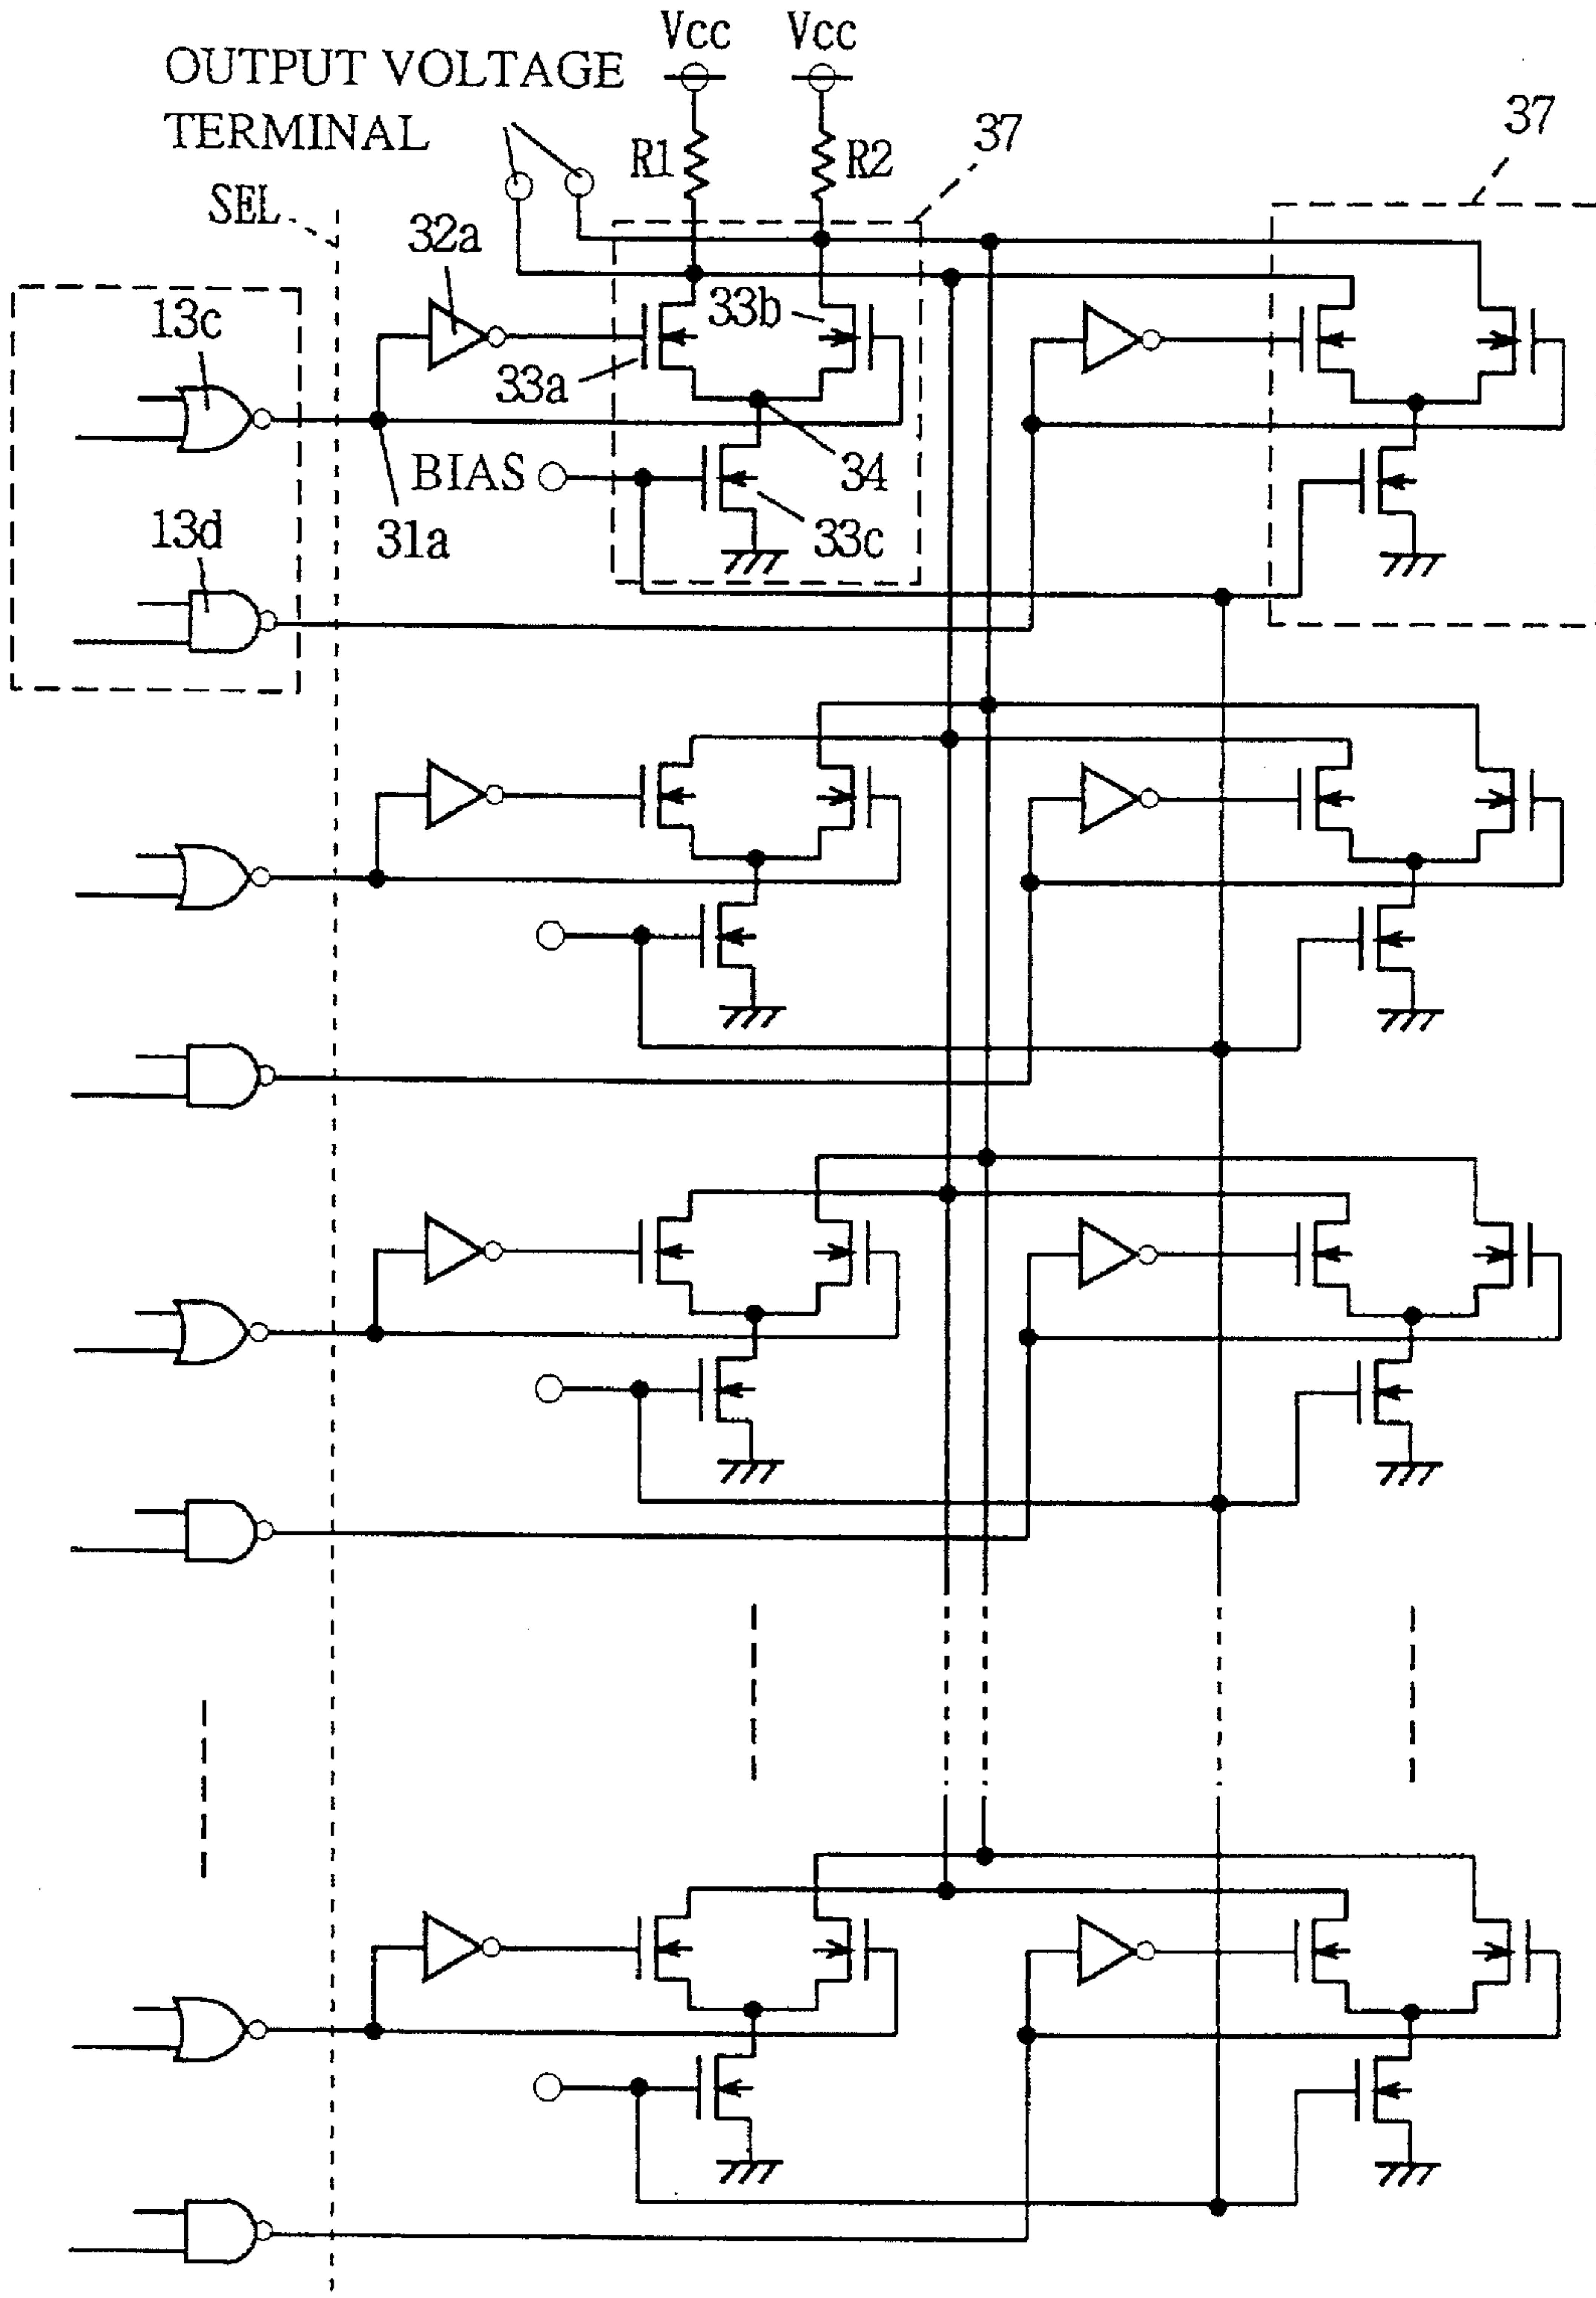 Vcc Vcc
OUTPUT VOLTAGE
TERMINAL
R1
R2
37
37
SEL
32a
13c
33b
33a
BIAS
34
31a
33c
13d